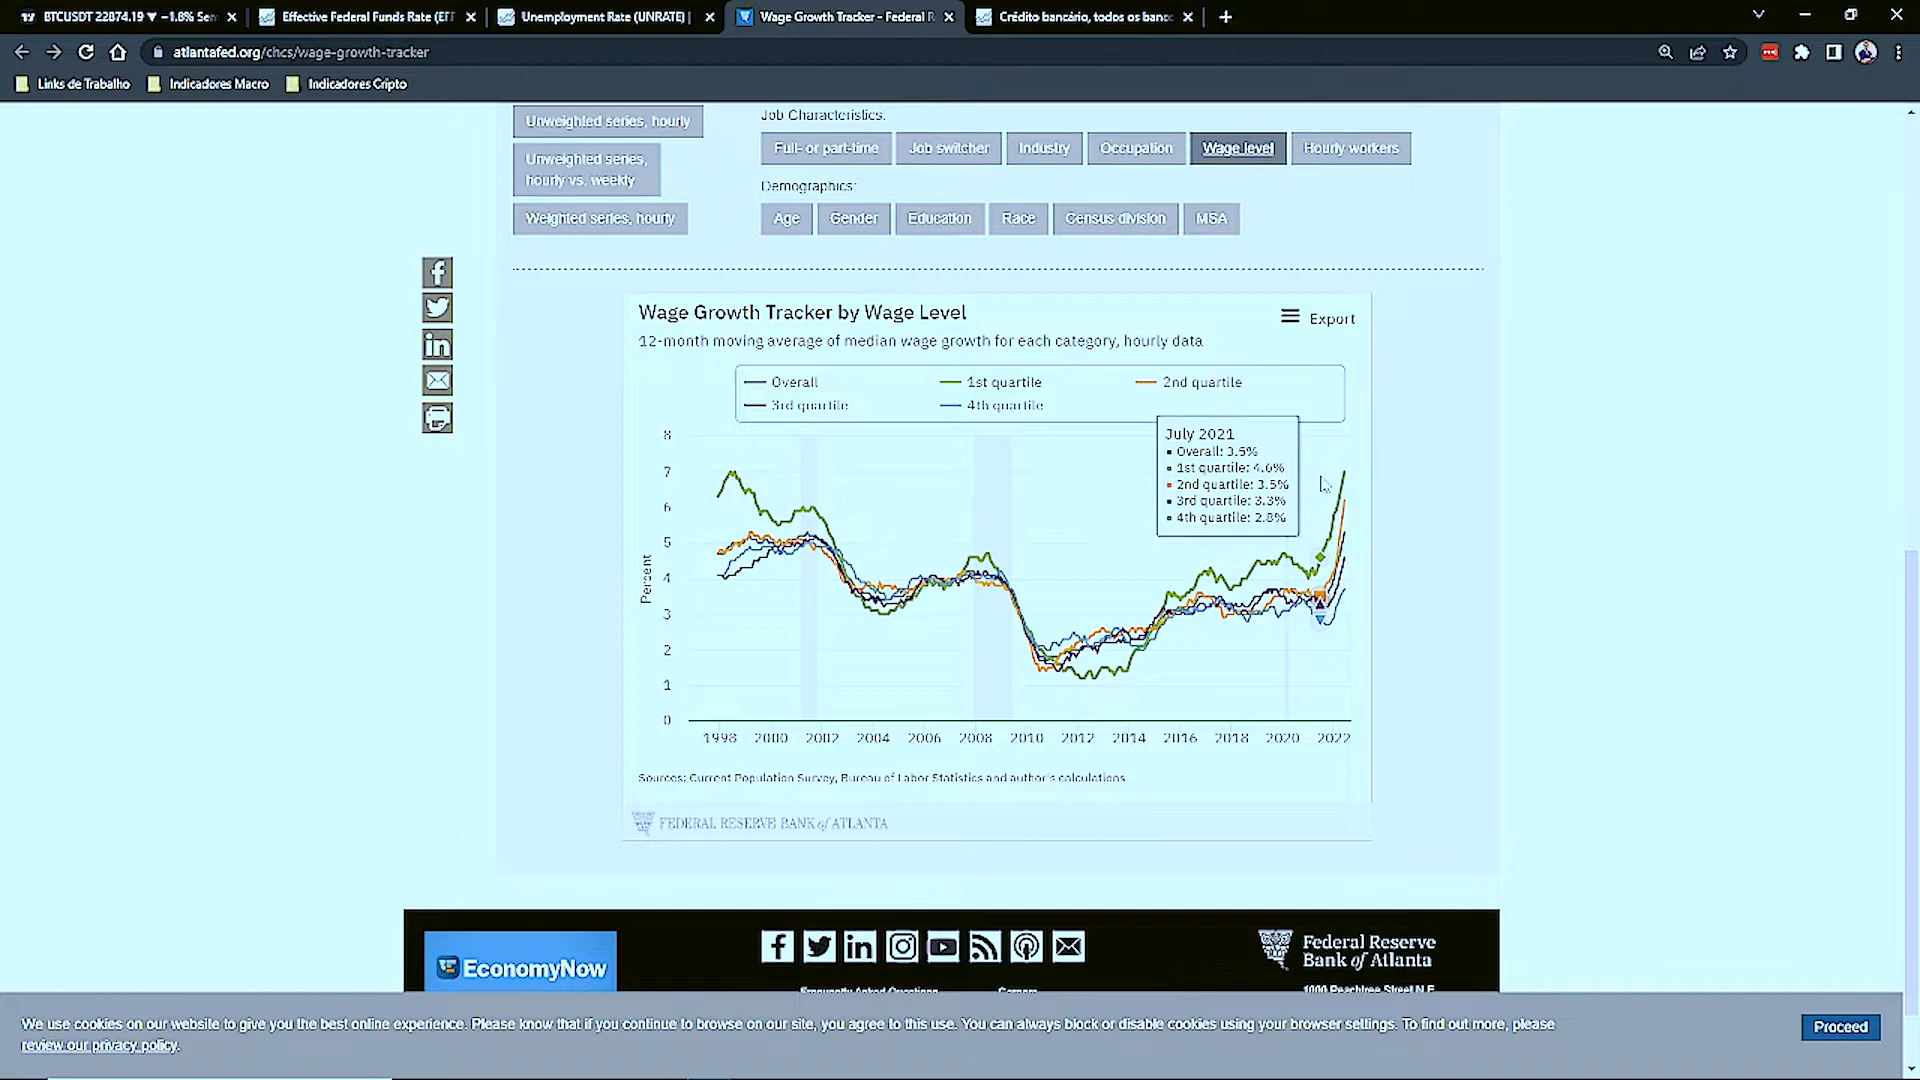 BTCUSDT 22874.19 ▼ −1.8% Sem
Effective Federal Funds Rate (EFF
Unemployment Rate (UNRATE) |
Wage Growth Tracker - Federal R
Crédito bancário, todos os banc
atlantafed.org/chcs/wage-growth-tracker
Links de Trabalho
Indicadores Macro
Indicadores Cripto
Unweighted series, hourly
Unweighted series,
hourly vs. weekly
Weighted series, hourly
Job Characteristics:
Full- or part-time
Job switcher
Industry
Occupation
Wage level
Hourly workers
Demographics:
Age
Gender
Education
Race
Census division
MSA
Wage Growth Tracker by Wage Level
Export
12-month moving average of median wage growth for each category, hourly data
Overall
1st quartile
2nd quartile
3rd quartile
4th quartile
July 2021
Overall: 3.5%
1st quartile: 4.6%
2nd quartile: 3.5%
3rd quartile: 3.3%
4th quartile: 2.8%
8
7
6
5
4
3
2
1
0
Percent
1998 2000 2002 2004 2006 2008 2010 2012 2014 2016 2018 2020 2022
Sources: Current Population Survey, Bureau of Labor Statistics and author's calculations
FEDERAL RESERVE BANK of ATLANTA
EconomyNow
Federal Reserve
Bank of Atlanta
Frequently Asked Questions
Careers
1000 Peachtree Street N.E.
We use cookies on our website to give you the best online experience. Please know that if you continue to browse on our site, you agree to this use. You can always block or disable cookies using your browser settings. To find out more, please
review our privacy policy.
Proceed